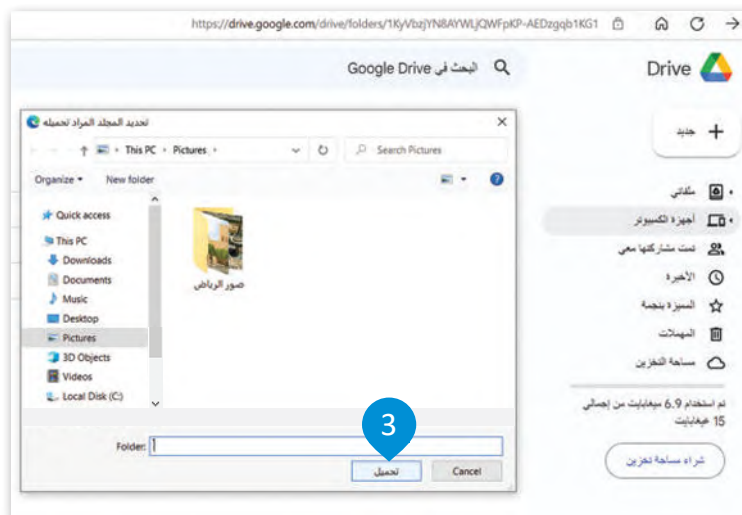 https://drive.google.com/drive/folders/1KyVbzjYN8AYWLjQWFpKP-AEDzgqb1KG1
Drive
البحث في Google Drive
جديد
ملفاتي
أجهزة الكمبيوتر
تمت مشاركتها معي
الأخيرة
المميزة بنجمة
المهملات
مساحة التخزين
تم استخدام 6.9 ميغابايت من إجمالي
15 غيغابايت
شراء مساحة تخزين
تحديد المجلد المراد تحميله
This PC
Pictures
Search Pictures
Organize
New folder
Quick access
This PC
Downloads
Documents
Music
Desktop
Pictures
3D Objects
Videos
Local Disk (C:)
صور الرياض
Folder:
3
تحميل
Cancel